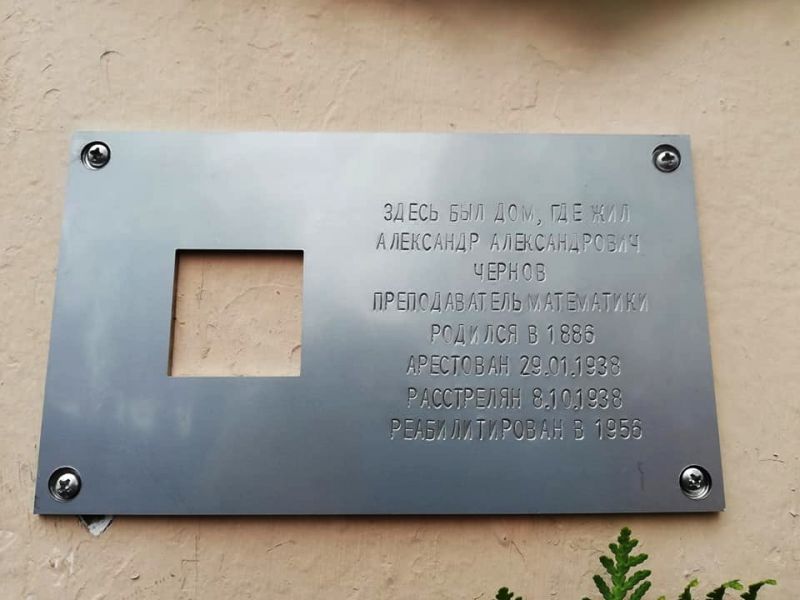 ЗДЕСЬ БЫЛ ДОМ, ГДЕ ЖИЛ
АЛЕКСАНДР АЛЕКСАНДРОВИЧ
ЧЕРНОВ
ПРЕПОДАВАТЕЛЬ МАТЕМАТИКИ
РОДИЛСЯ В 1886
АРЕСТОВАН 29.01.1938
РАССТРЕЛЯН 8.10.1938
РЕАБИЛИТИРОВАН В 1956